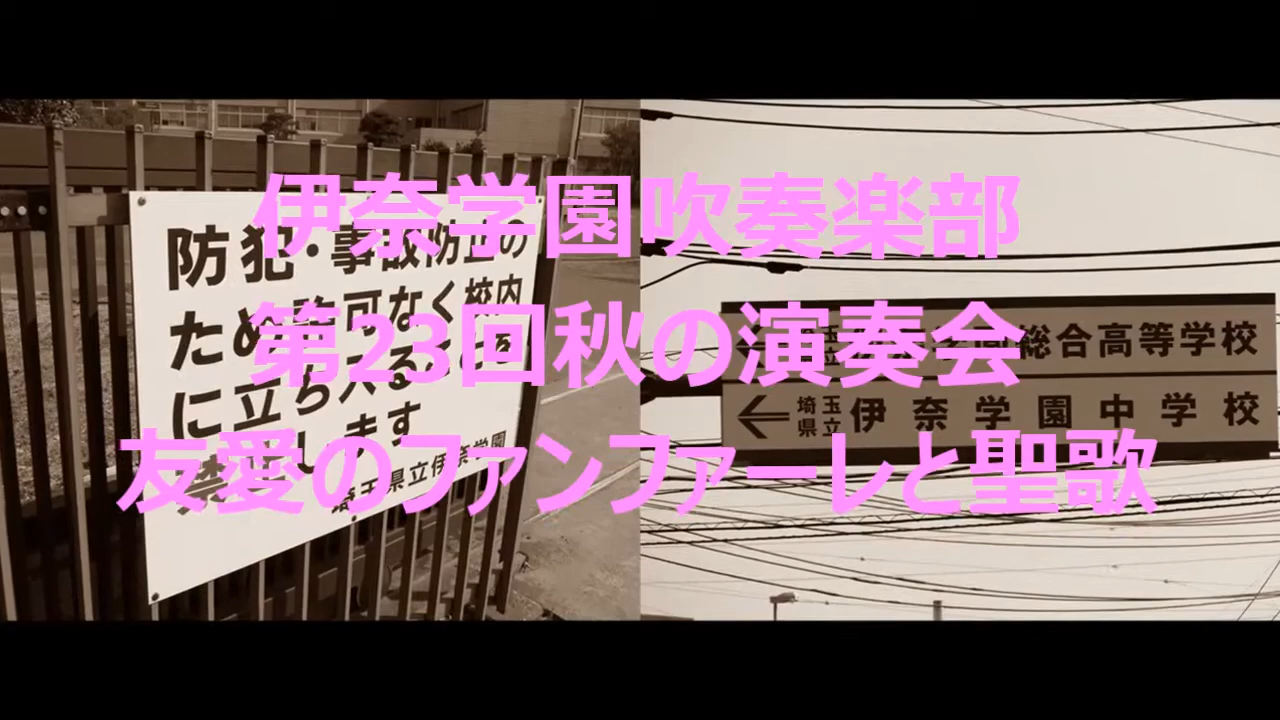 伊奈学園吹奏楽部
第23回秋の演奏会
友愛のファンファーレと聖歌
防犯・事故防止の
ため許可なく校内
に立ち入ること を
禁 します
埼玉県立伊奈学園
総合高等学校
埼玉県立 伊奈学園中学校